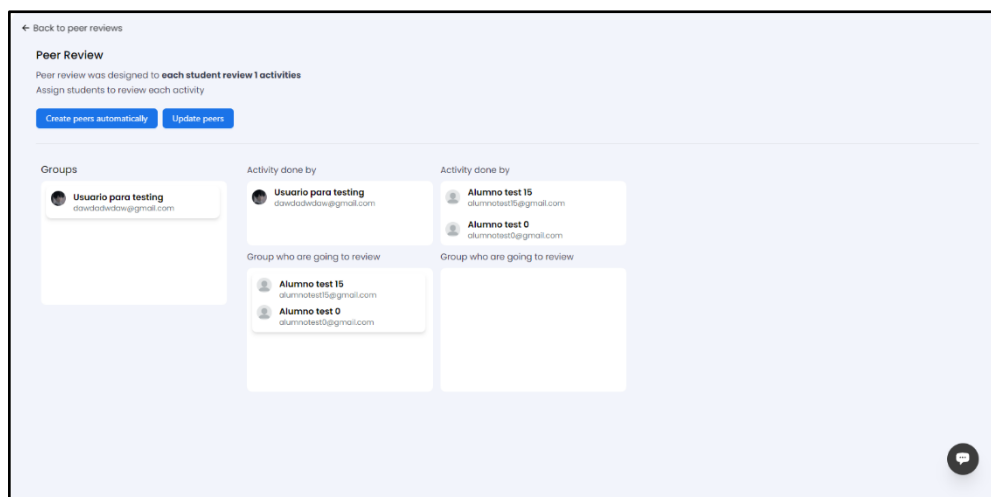 ← Back to peer reviews
Peer Review
Peer review was designed to each student review 1 activities
Assign students to review each activity
Create peers automatically
Update peers
Groups
Usuario para testing
dawdadwdaw@gmail.com
Activity done by
Usuario para testing
dawdadwdaw@gmail.com
Group who are going to review
Alumno test 15
alumnotest15@gmail.com
Alumno test 0
alumnotest0@gmail.com
Activity done by
Alumno test 15
alumnotest15@gmail.com
Alumno test 0
alumnotest0@gmail.com
Group who are going to review